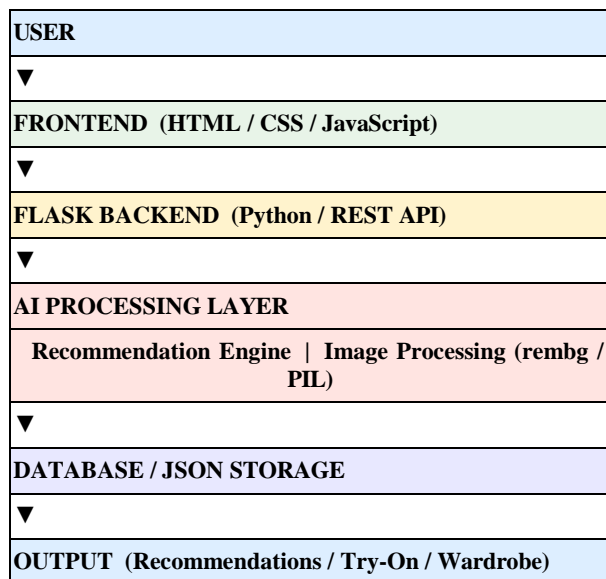 USER
▼
FRONTEND (HTML / CSS / JavaScript)
▼
FLASK BACKEND (Python / REST API)
▼
AI PROCESSING LAYER
Recommendation Engine | Image Processing (rembg /
PIL)
▼
DATABASE / JSON STORAGE
▼
OUTPUT (Recommendations / Try-On / Wardrobe)